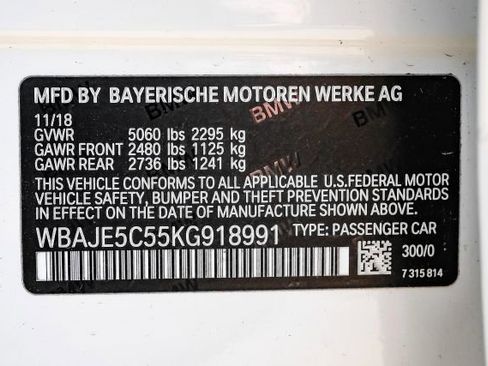 MFD BY BAYERISCHE MOTOREN WERKE AG
11/18
GVWR 5060 lbs 2295 kg
GAWR FRONT 2480 lbs 1125 kg
GAWR REAR 2736 lbs 1241 kg
THIS VEHICLE CONFORMS TO ALL APPLICABLE U.S.FEDERAL MOTOR
VEHICLE SAFETY, BUMPER, AND THEFT PREVENTION STANDARDS
IN EFFECT ON THE DATE OF MANUFACTURE SHOWN ABOVE.
WBAJE5C55KG918991 TYPE: PASSENGER CAR
300/0
7 315 814
BMW
BMW
BMW